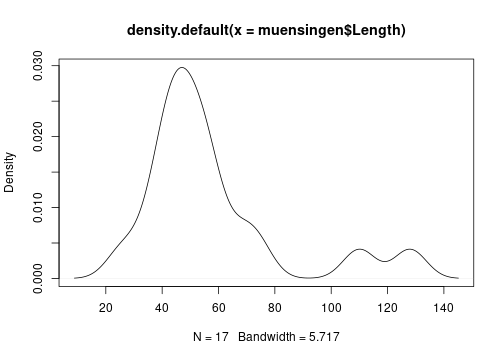 density.default(x = muensingen$Length)
Density
0.030
0.020
0.010
0.000
20 40 60 80 100 120 140
N = 17 Bandwidth = 5.717